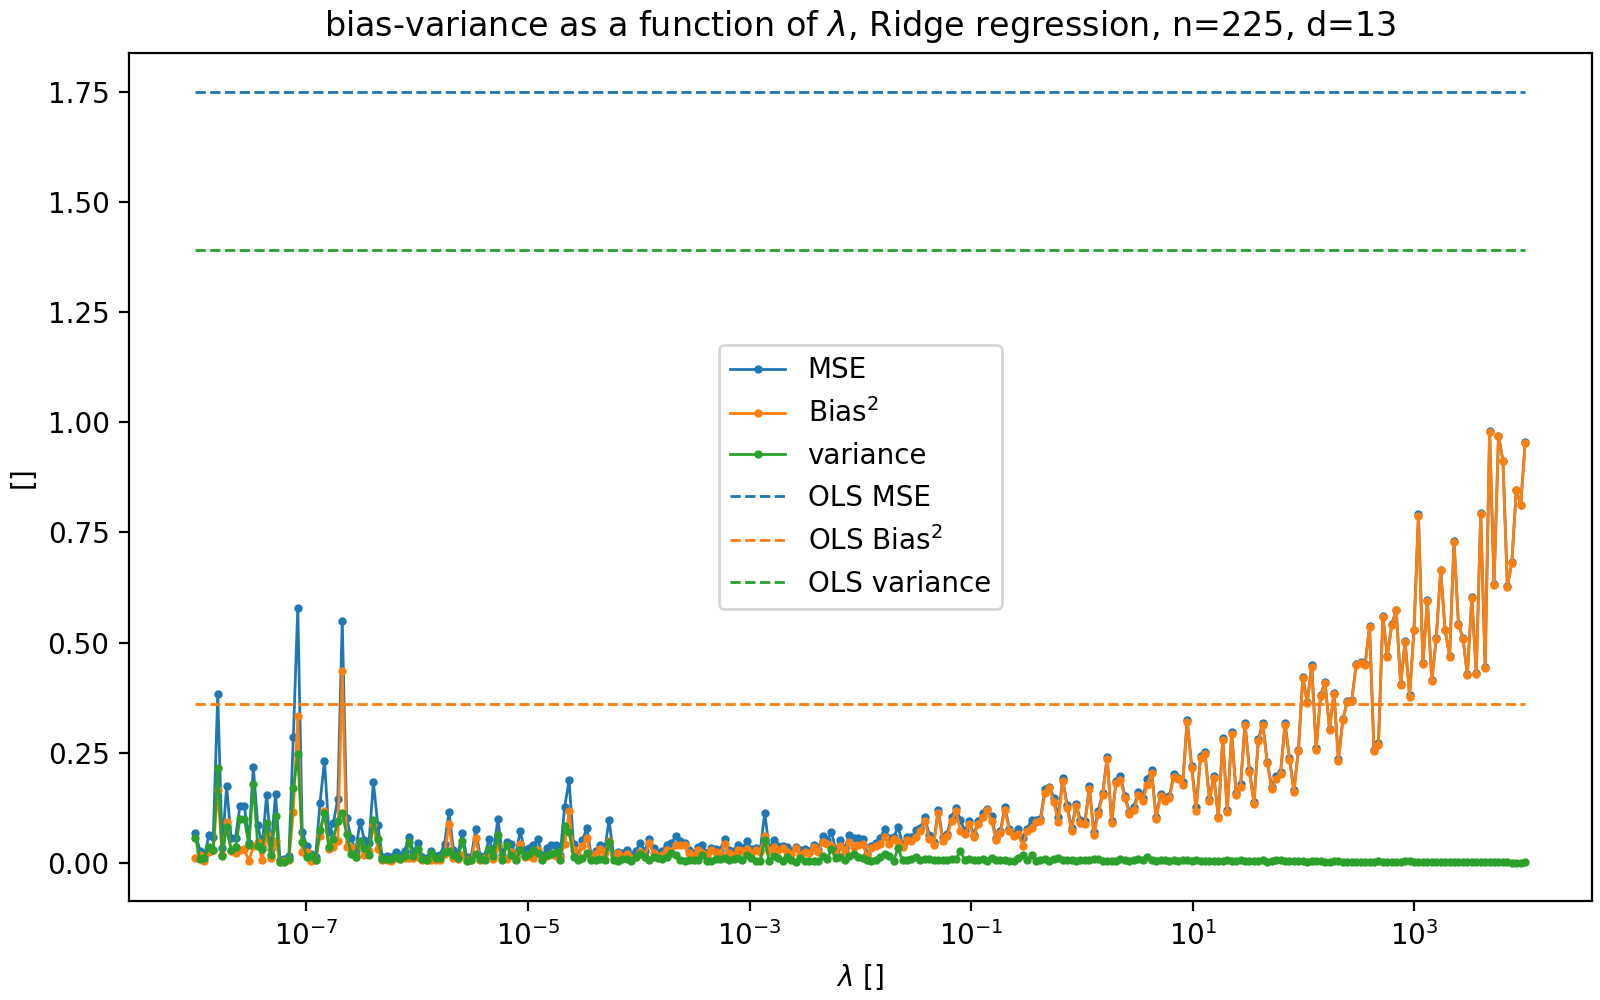 bias-variance as a function of λ, Ridge regression, n=225, d=13
1.75
1.50
1.25
1.00
0.75
0.50
0.25
0.00
[]
MSE
Bias²
variance
OLS MSE
OLS Bias²
OLS variance
10⁻⁷
10⁻⁵
10⁻³
10⁻¹
10¹
10³
λ []